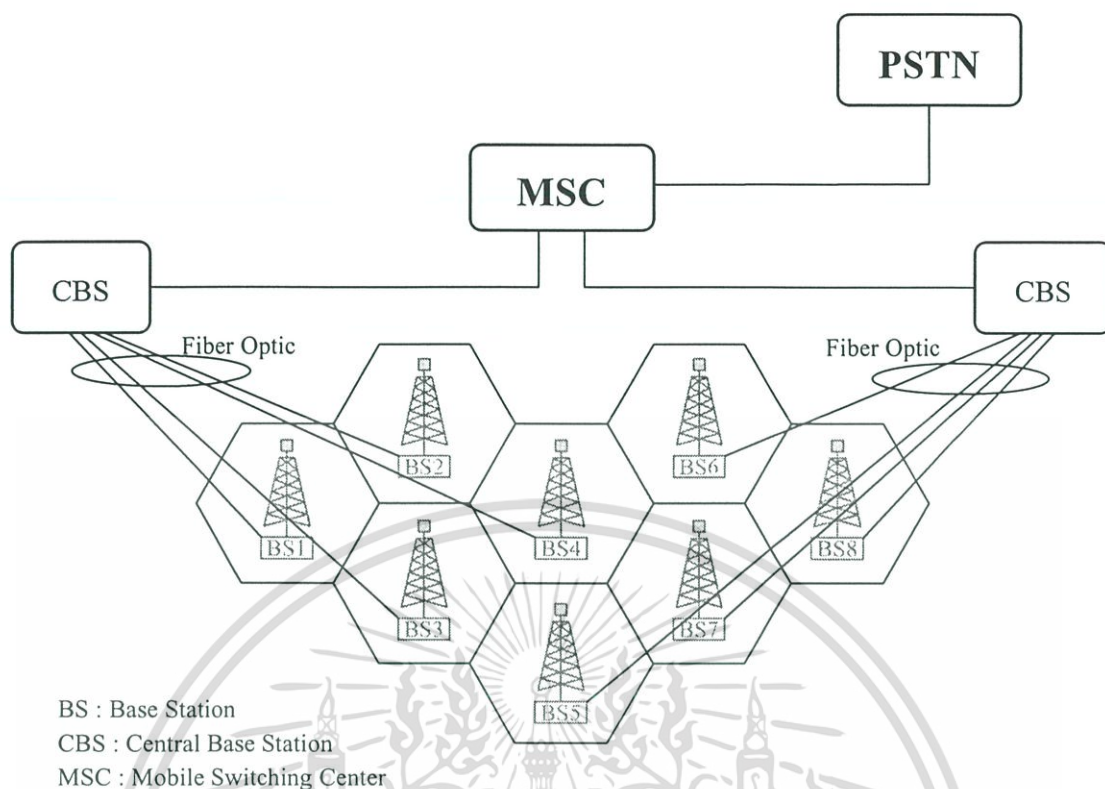 PSTN
MSC
CBS
CBS
Fiber Optic
Fiber Optic
BS2
BS6
BS1
BS4
BS8
BS3
BS7
BS5
BS : Base Station
CBS : Central Base Station
MSC : Mobile Switching Center